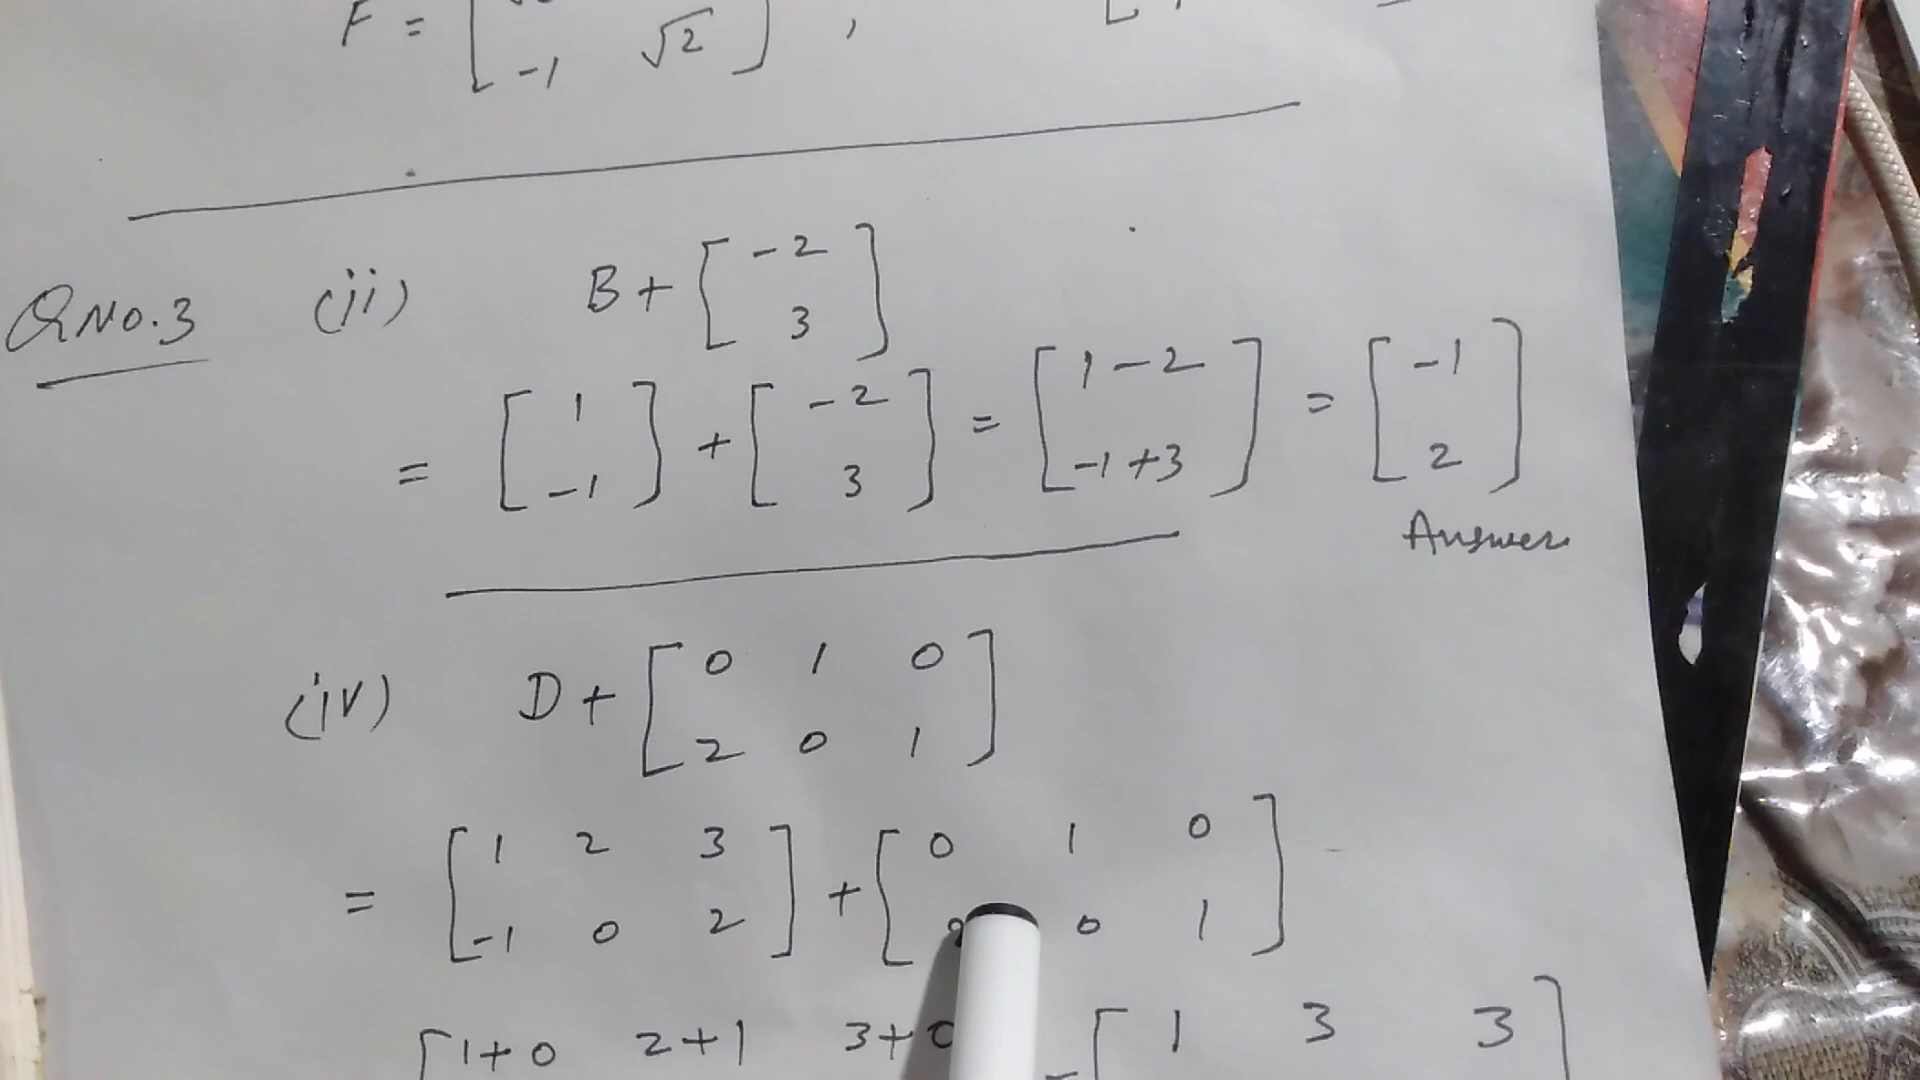 F = [ -1 √2 ] ,
Q No.3 (ii) B + [ -2
3 ]
= [ 1
-1 ] + [ -2
3 ] = [ 1-2
-1+3 ] = [ -1
2 ]
Answer
(iv) D + [ 0 1 0
2 0 1 ]
= [ 1 2 3
-1 0 2 ] + [ 0 1 0
0 1 ]
[ 1+0 2+1 3+0 = [ 1 3 3 ]